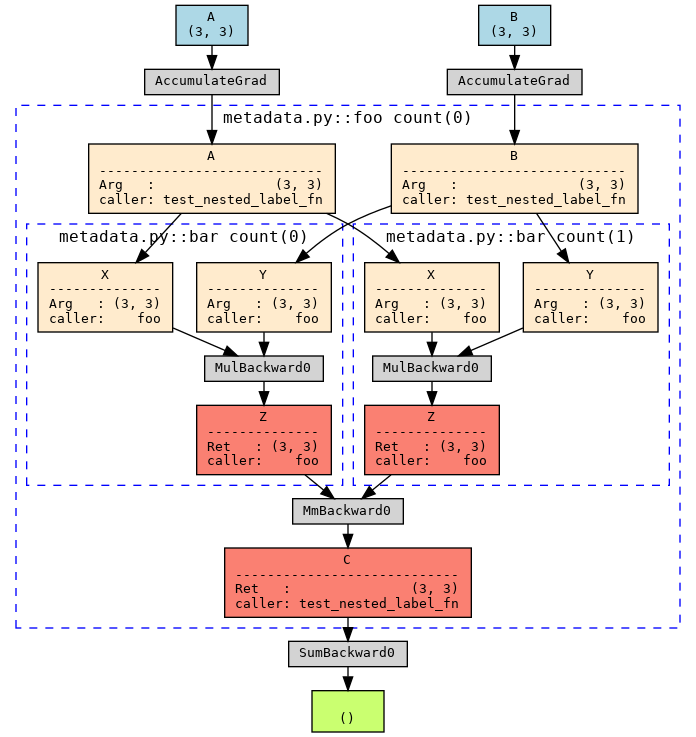 A
(3, 3)
B
(3, 3)
AccumulateGrad
AccumulateGrad
metadata.py::foo count(0)
A
----------------------------
Arg   :               (3, 3)
caller: test_nested_label_fn
B
----------------------------
Arg   :               (3, 3)
caller: test_nested_label_fn
metadata.py::bar count(0)
metadata.py::bar count(1)
X
--------------
Arg   : (3, 3)
caller:    foo
Y
--------------
Arg   : (3, 3)
caller:    foo
X
--------------
Arg   : (3, 3)
caller:    foo
Y
--------------
Arg   : (3, 3)
caller:    foo
MulBackward0
MulBackward0
Z
--------------
Ret   : (3, 3)
caller:    foo
Z
--------------
Ret   : (3, 3)
caller:    foo
MmBackward0
C
----------------------------
Ret   :               (3, 3)
caller: test_nested_label_fn
SumBackward0
()